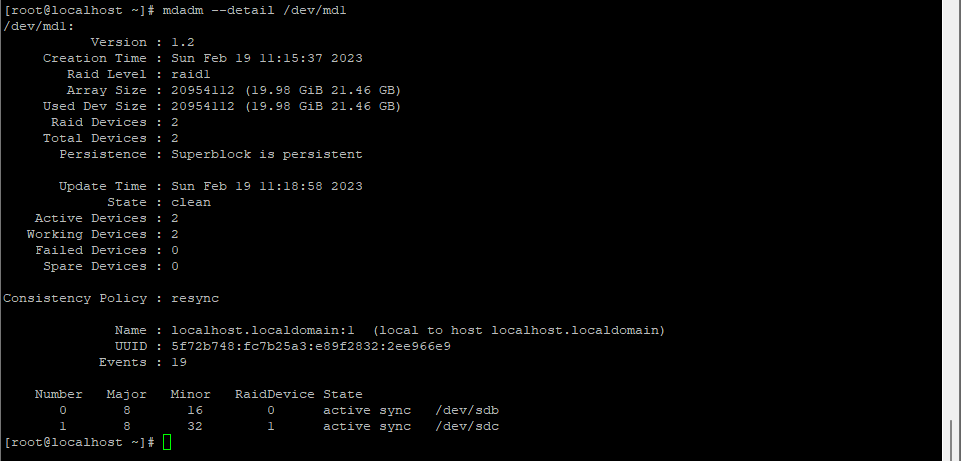 [root@localhost ~]# mdadm --detail /dev/md1
/dev/md1:
Version : 1.2
Creation Time : Sun Feb 19 11:15:37 2023
Raid Level : raid1
Array Size : 20954112 (19.98 GiB 21.46 GB)
Used Dev Size : 20954112 (19.98 GiB 21.46 GB)
Raid Devices : 2
Total Devices : 2
Persistence : Superblock is persistent
Update Time : Sun Feb 19 11:18:58 2023
State : clean
Active Devices : 2
Working Devices : 2
Failed Devices : 0
Spare Devices : 0
Consistency Policy : resync
Name : localhost.localdomain:1 (local to host localhost.localdomain)
UUID : 5f72b748:fc7b25a3:e89f2832:2ee966e9
Events : 19
Number Major Minor RaidDevice State
0 8 16 0 active sync /dev/sdb
1 8 32 1 active sync /dev/sdc
[root@localhost ~]#